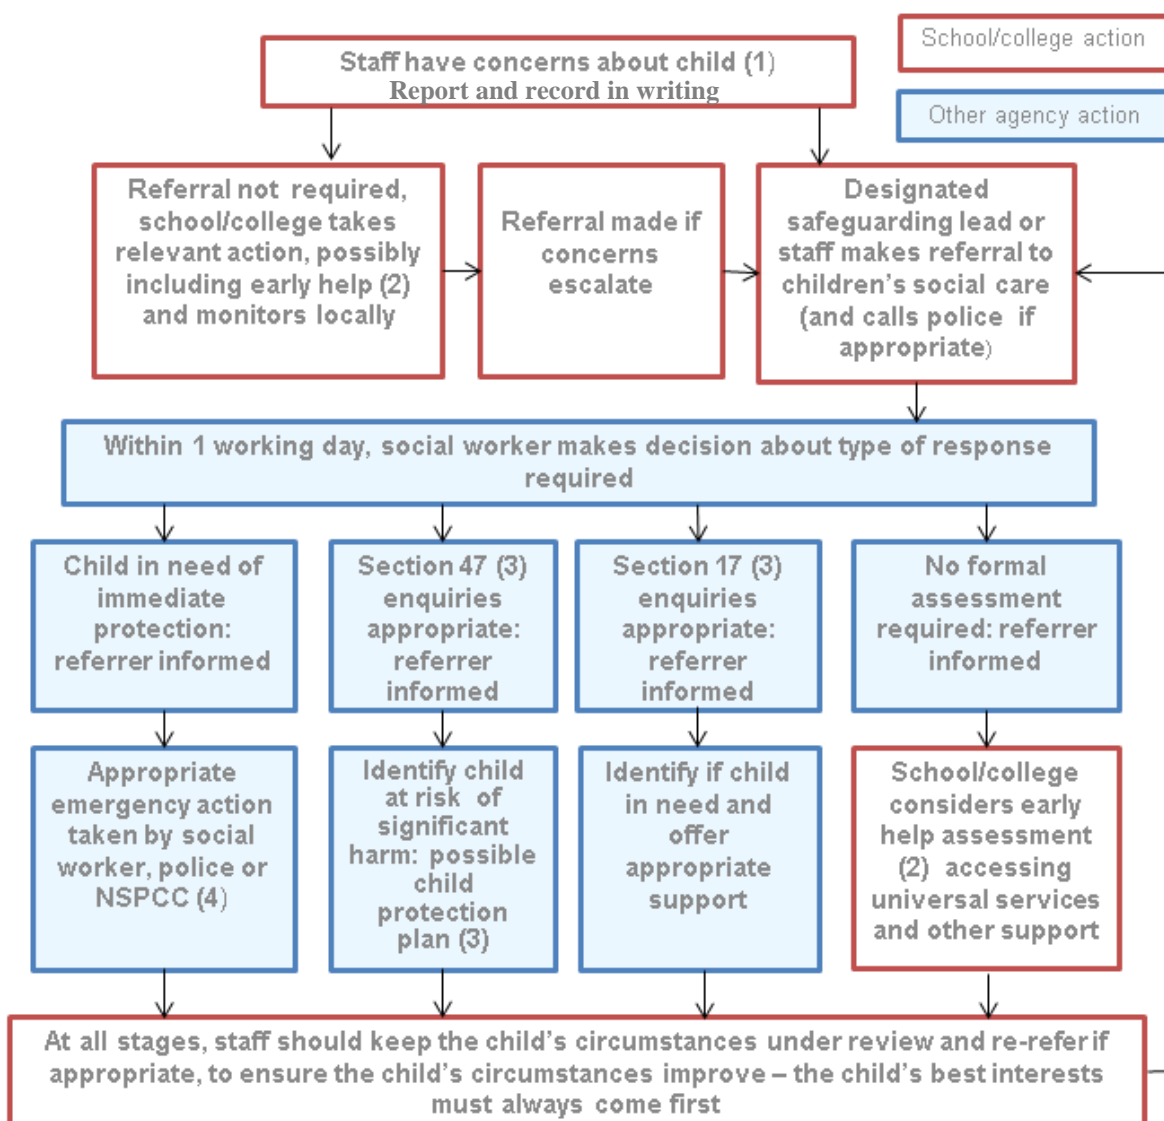 School/college action
Staff have concerns about child (1)
Report and record in writing
Other agency action
Referral not required,
school/college takes
relevant action, possibly
including early help (2)
and monitors locally
Referral made if
concerns
escalate
Designated
safeguarding lead or
staff makes referral to
children’s social care
(and calls police if
appropriate)
Within 1 working day, social worker makes decision about type of response
required
Child in need of
immediate
protection:
referrer informed
Section 47 (3)
enquiries
appropriate:
referrer
informed
Section 17 (3)
enquiries
appropriate:
referrer
informed
No formal
assessment
required: referrer
informed
Appropriate
emergency action
taken by social
worker, police or
NSPCC (4)
Identify child
at risk of
significant
harm: possible
child
protection
plan (3)
Identify if child
in need and
offer
appropriate
support
School/college
considers early
help assessment
(2) accessing
universal services
and other support
At all stages, staff should keep the child’s circumstances under review and re-refer if
appropriate, to ensure the child’s circumstances improve – the child’s best interests
must always come first